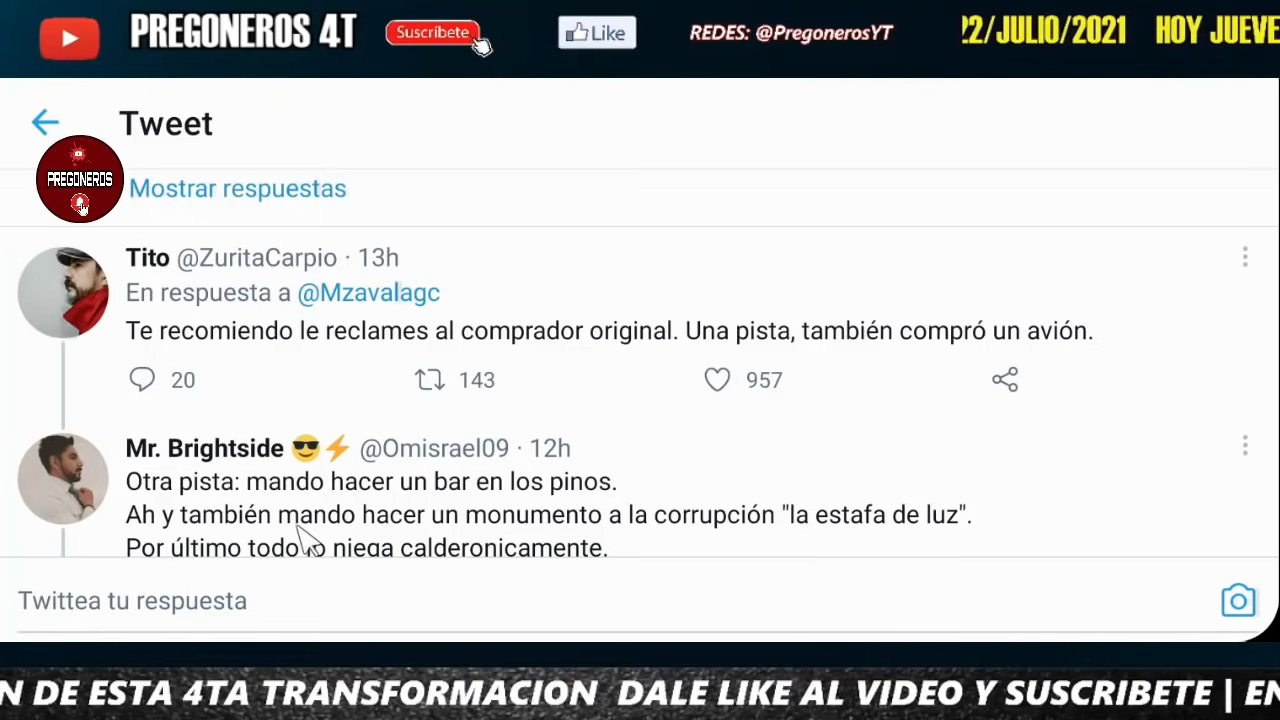 PREGONEROS 4T
Suscríbete
Like
REDES: @PregonerosYT
22/JULIO/2021 HOY JUEVE
Tweet
PREGONEROS
Mostrar respuestas
Tito @ZuritaCarpio · 13h
En respuesta a @Mzavalagc
Te recomiendo le reclames al comprador original. Una pista, también compró un avión.
20 143 957
Mr. Brightside 😎⚡ @Omisrael09 · 12h
Otra pista: mando hacer un bar en los pinos.
Ah y también mando hacer un monumento a la corrupción "la estafa de luz".
Por último todo lo niega calderonicamente.
Twittea tu respuesta
N DE ESTA 4TA TRANSFORMACION DALE LIKE AL VIDEO Y SUSCRIBETE | EN